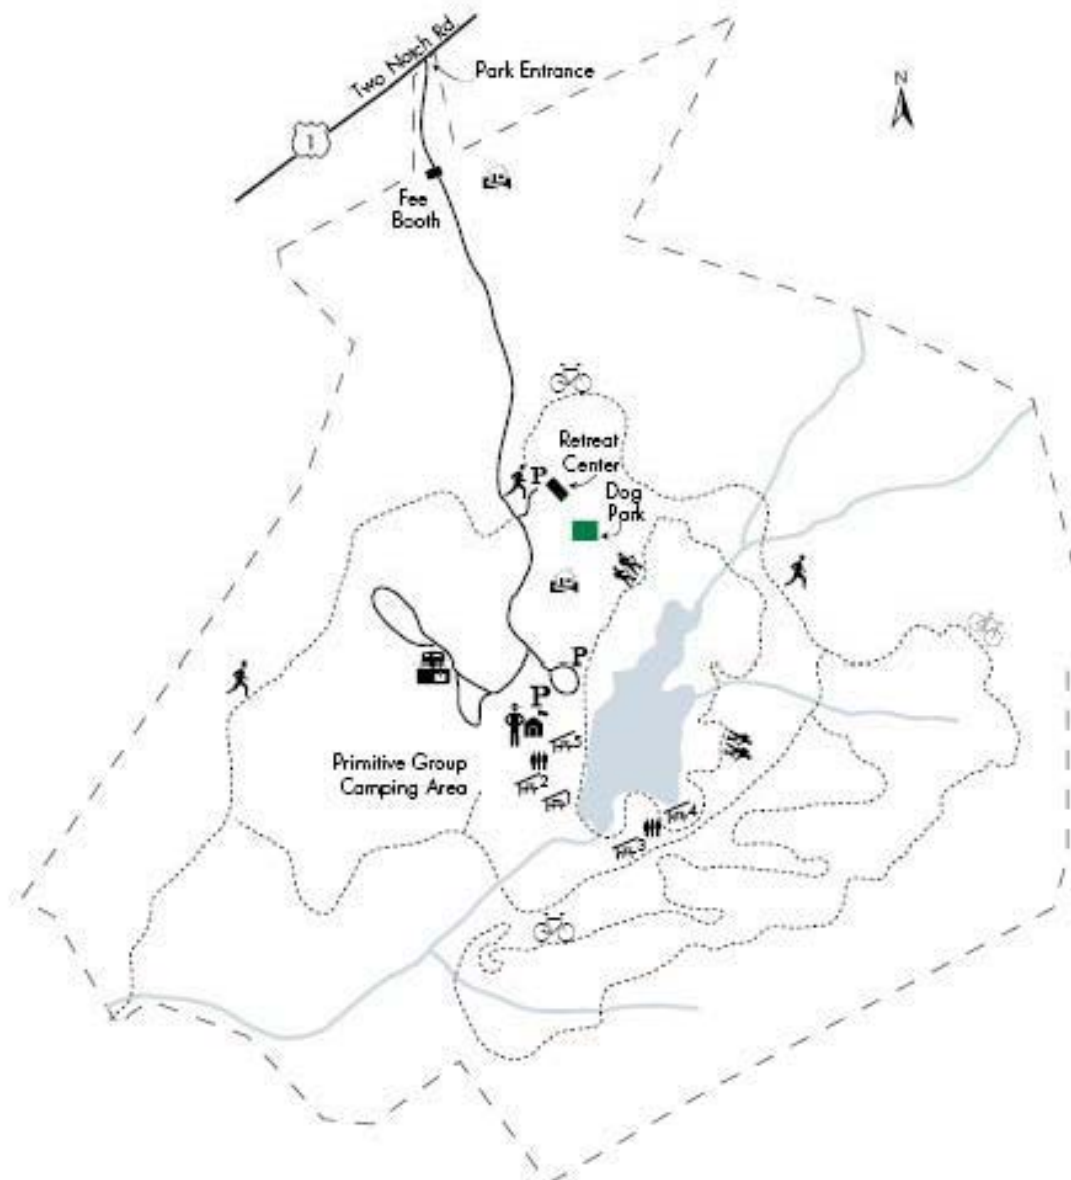 Two Notch Rd
Park Entrance
N
1
Fee
Booth
Retreat
Center
P
Dog
Park
P
P
5
Primitive Group
Camping Area
2
4
3